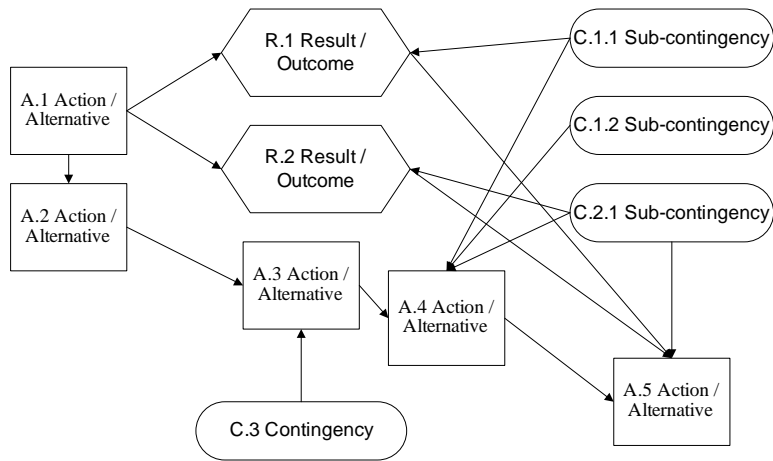 R.1 Result /
Outcome
C.1.1 Sub-contingency
A.1 Action /
Alternative
R.2 Result /
Outcome
C.1.2 Sub-contingency
A.2 Action /
Alternative
C.2.1 Sub-contingency
A.3 Action /
Alternative
A.4 Action /
Alternative
A.5 Action /
Alternative
C.3 Contingency